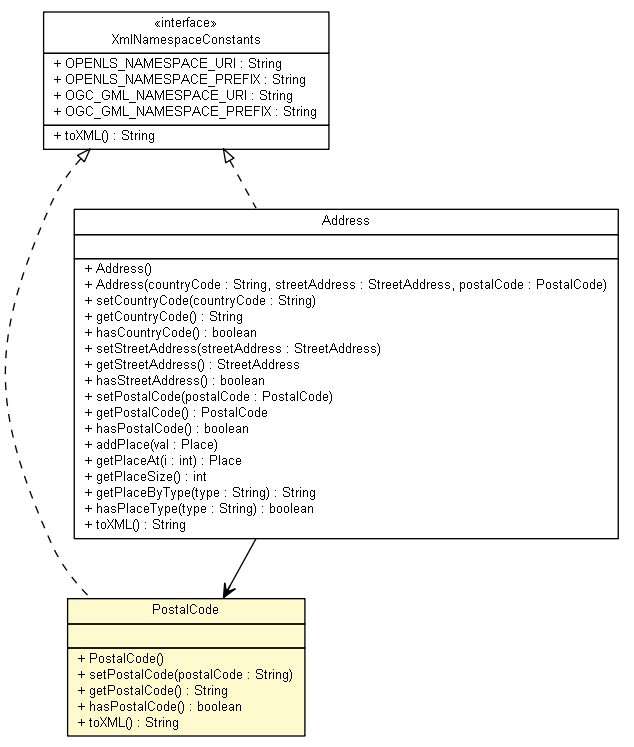 «interface»
XmlNamespaceConstants
+ OPENLS_NAMESPACE_URI : String
+ OPENLS_NAMESPACE_PREFIX : String
+ OGC_GML_NAMESPACE_URI : String
+ OGC_GML_NAMESPACE_PREFIX : String
+ toXML() : String
Address
+ Address()
+ Address(countryCode : String, streetAddress : StreetAddress, postalCode : PostalCode)
+ setCountryCode(countryCode : String)
+ getCountryCode() : String
+ hasCountryCode() : boolean
+ setStreetAddress(streetAddress : StreetAddress)
+ getStreetAddress() : StreetAddress
+ hasStreetAddress() : boolean
+ setPostalCode(postalCode : PostalCode)
+ getPostalCode() : PostalCode
+ hasPostalCode() : boolean
+ addPlace(val : Place)
+ getPlaceAt(i : int) : Place
+ getPlaceSize() : int
+ getPlaceByType(type : String) : String
+ hasPlaceType(type : String) : boolean
+ toXML() : String
PostalCode
+ PostalCode()
+ setPostalCode(postalCode : String)
+ getPostalCode() : String
+ hasPostalCode() : boolean
+ toXML() : String